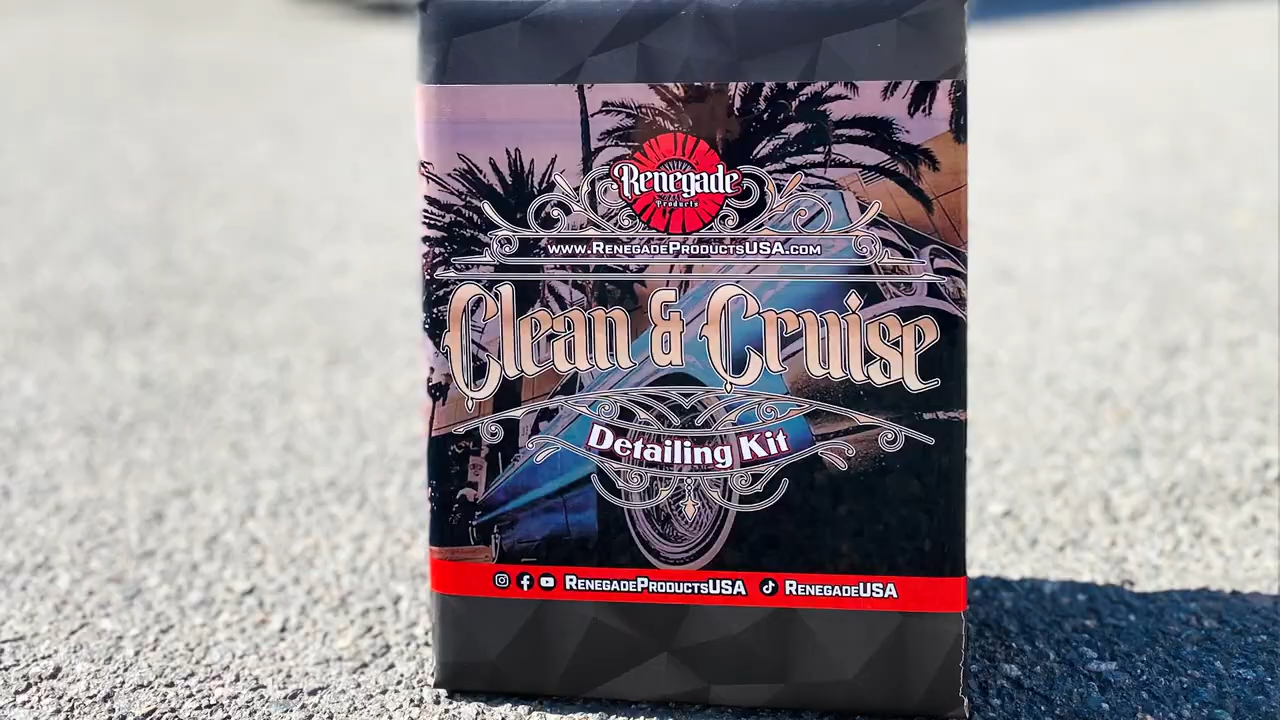 Renegade
Products
www.RenegadeProductsUSA.com
Clean & Cruise
Detailing Kit
RenegadeProductsUSA RenegadeUSA